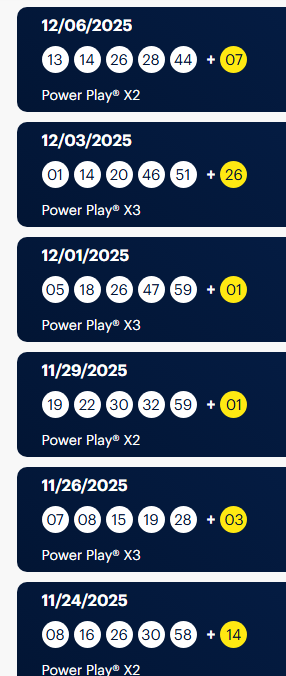 12/06/2025
13 14 26 28 44 + 07
Power Play® X2
12/03/2025
01 14 20 46 51 + 26
Power Play® X3
12/01/2025
05 18 26 47 59 + 01
Power Play® X3
11/29/2025
19 22 30 32 59 + 01
Power Play® X2
11/26/2025
07 08 15 19 28 + 03
Power Play® X3
11/24/2025
08 16 26 30 58 + 14
Power Play® X2